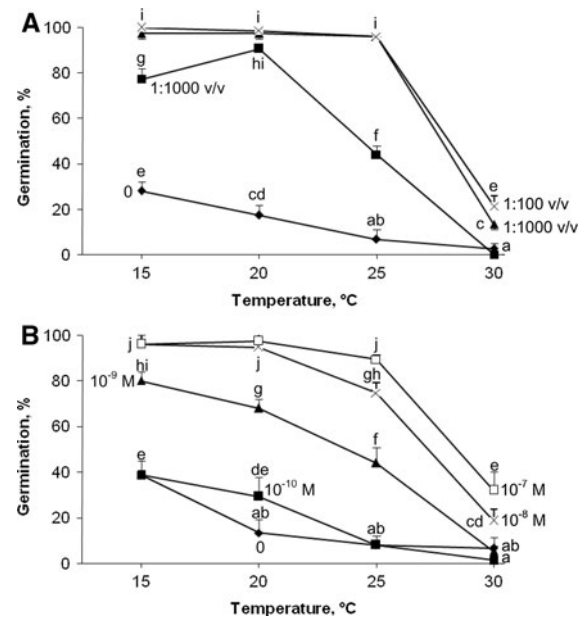 A
Germination, %
100
80
60
40
20
0
i
i
i
g
1:1000 v/v
hi
f
e
0
cd
ab
e
1:100 v/v
c
1:1000 v/v
a
15
20
25
30
Temperature, °C
B
Germination, %
100
80
60
40
20
0
j
j
j
hi
10⁻⁹ M
g
gh
f
e
de
10⁻¹⁰ M
ab
0
ab
e
10⁻⁷ M
cd
10⁻⁸ M
ab
a
15
20
25
30
Temperature, °C